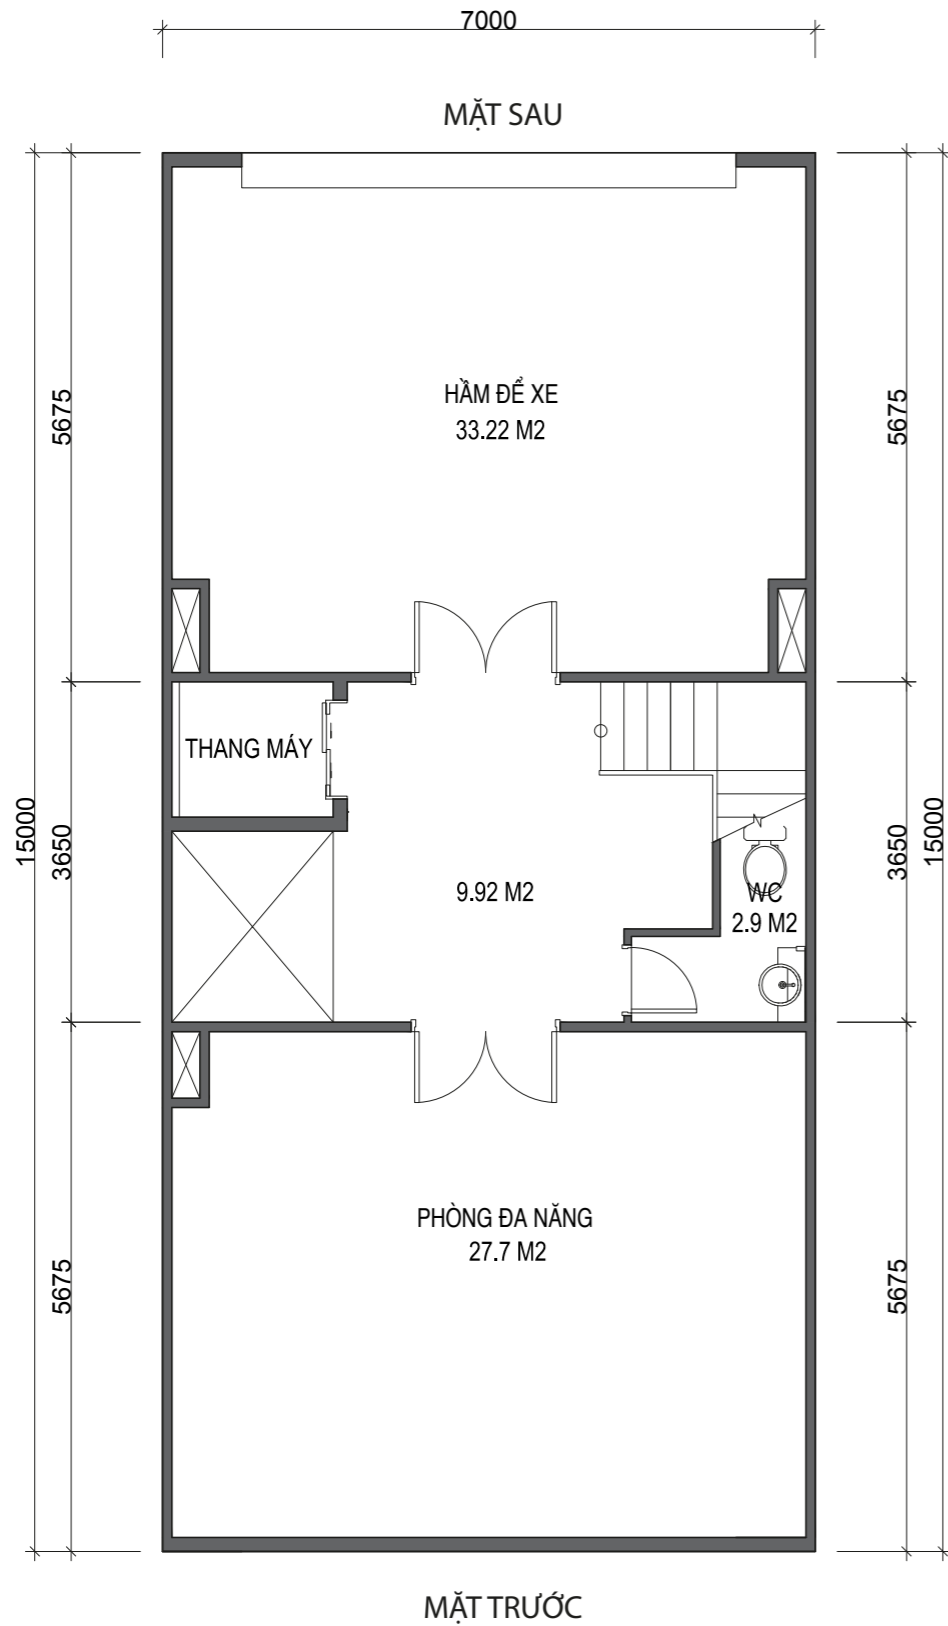 7000
MẶT SAU
5675
5675
HẦM ĐỂ XE
33.22 M2
THANG MÁY
15000
3650
3650
15000
9.92 M2
WC
2.9 M2
PHÒNG ĐA NĂNG
27.7 M2
5675
5675
MẶT TRƯỚC